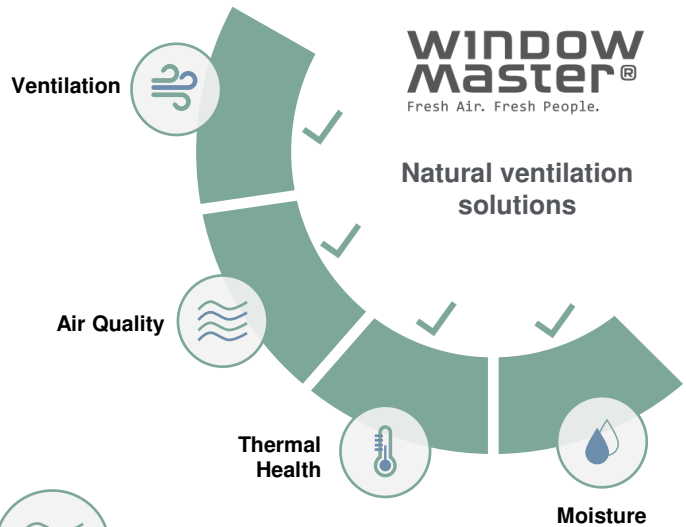 WINDOW
Master®
Fresh Air. Fresh People.
Ventilation
Natural ventilation
solutions
Air Quality
Thermal
Health
Moisture